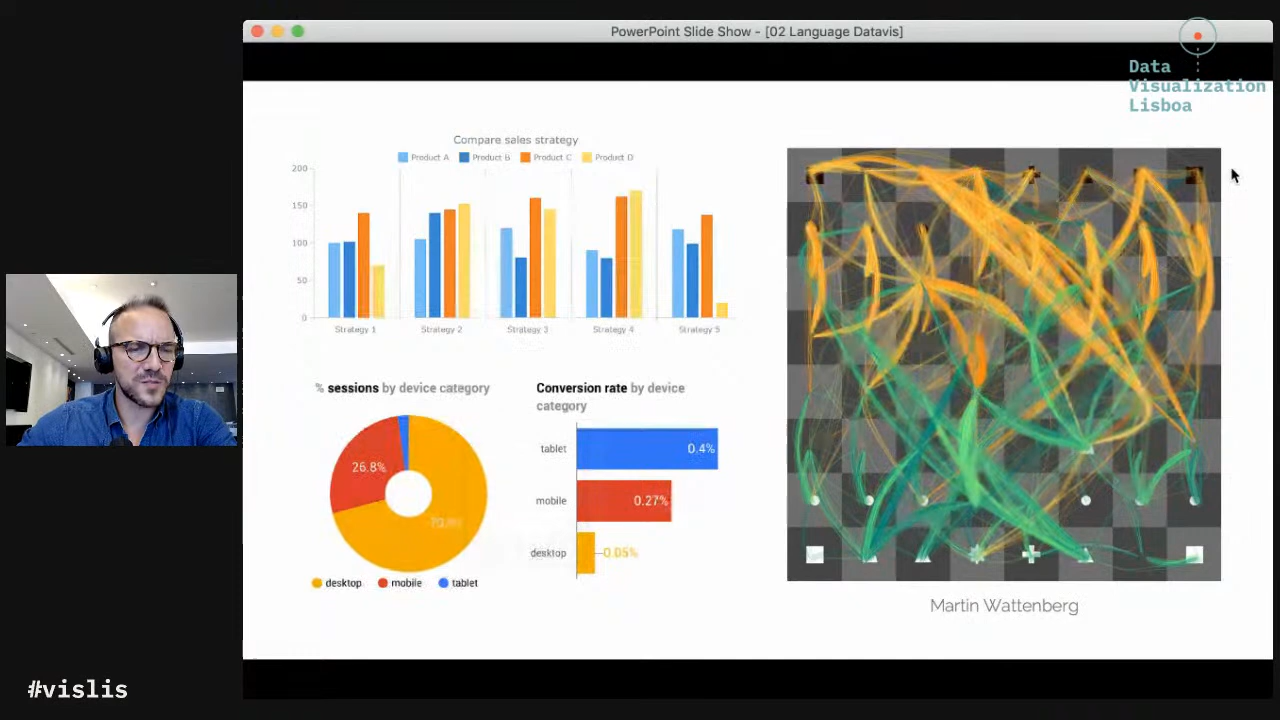 PowerPoint Slide Show - [02 Language Datavis]
Data
Visualization
Lisboa
Compare sales strategy
Product A Product B Product C Product D
200
150
100
50
0
Strategy 1 Strategy 2 Strategy 3 Strategy 4 Strategy 5
% sessions by device category
26.8%
desktop mobile tablet
Conversion rate by device
category
tablet 0.4%
mobile 0.27%
desktop 0.05%
Martin Wattenberg
#vislis